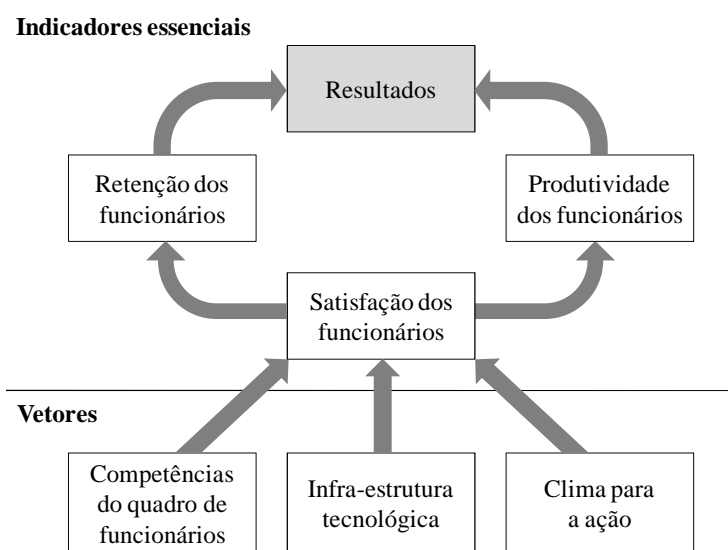 Indicadores essenciais
Resultados
Retenção dos
funcionários
Produtividade
dos funcionários
Satisfação dos
funcionários
Vetores
Competências
do quadro de
funcionários
Infra-estrutura
tecnológica
Clima para
a ação